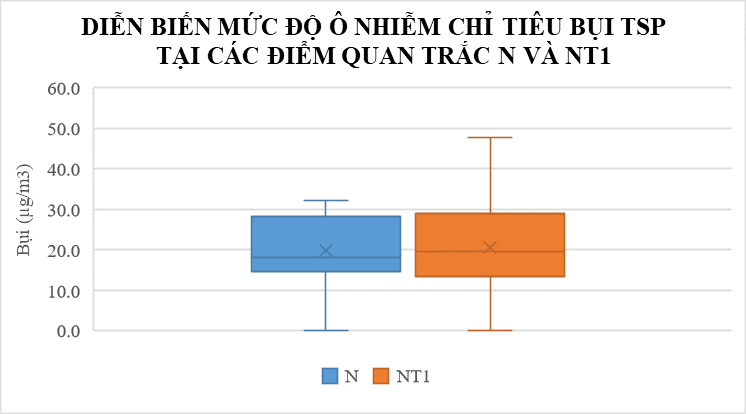 DIỄN BIẾN MỨC ĐỘ Ô NHIỄM CHỈ TIÊU BỤI TSP
TẠI CÁC ĐIỂM QUAN TRẮC N VÀ NT1
60.0
50.0
40.0
30.0
20.0
10.0
0.0
Bụi (µg/m3)
N NT1